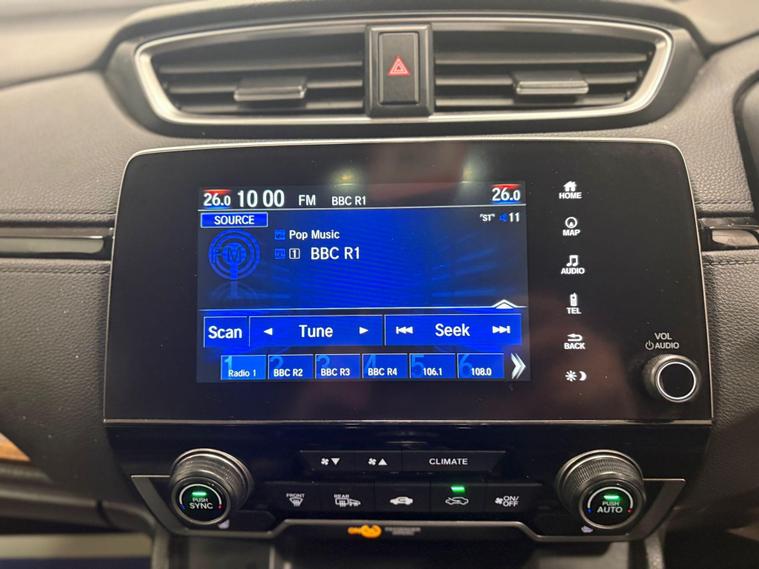 26.0 10 00 FM BBC R1 26.0
SOURCE
"ST" 11
Pop Music
1 BBC R1
Scan Tune Seek
1 Radio 1
2 BBC R2
3 BBC R3
4 BBC R4
5 106.1
6 108.0
HOME
MAP
AUDIO
TEL
BACK
VOL
AUDIO
CLIMATE
FRONT
REAR
ON/
OFF
PUSH
SYNC
PUSH
AUTO
PASSENGER